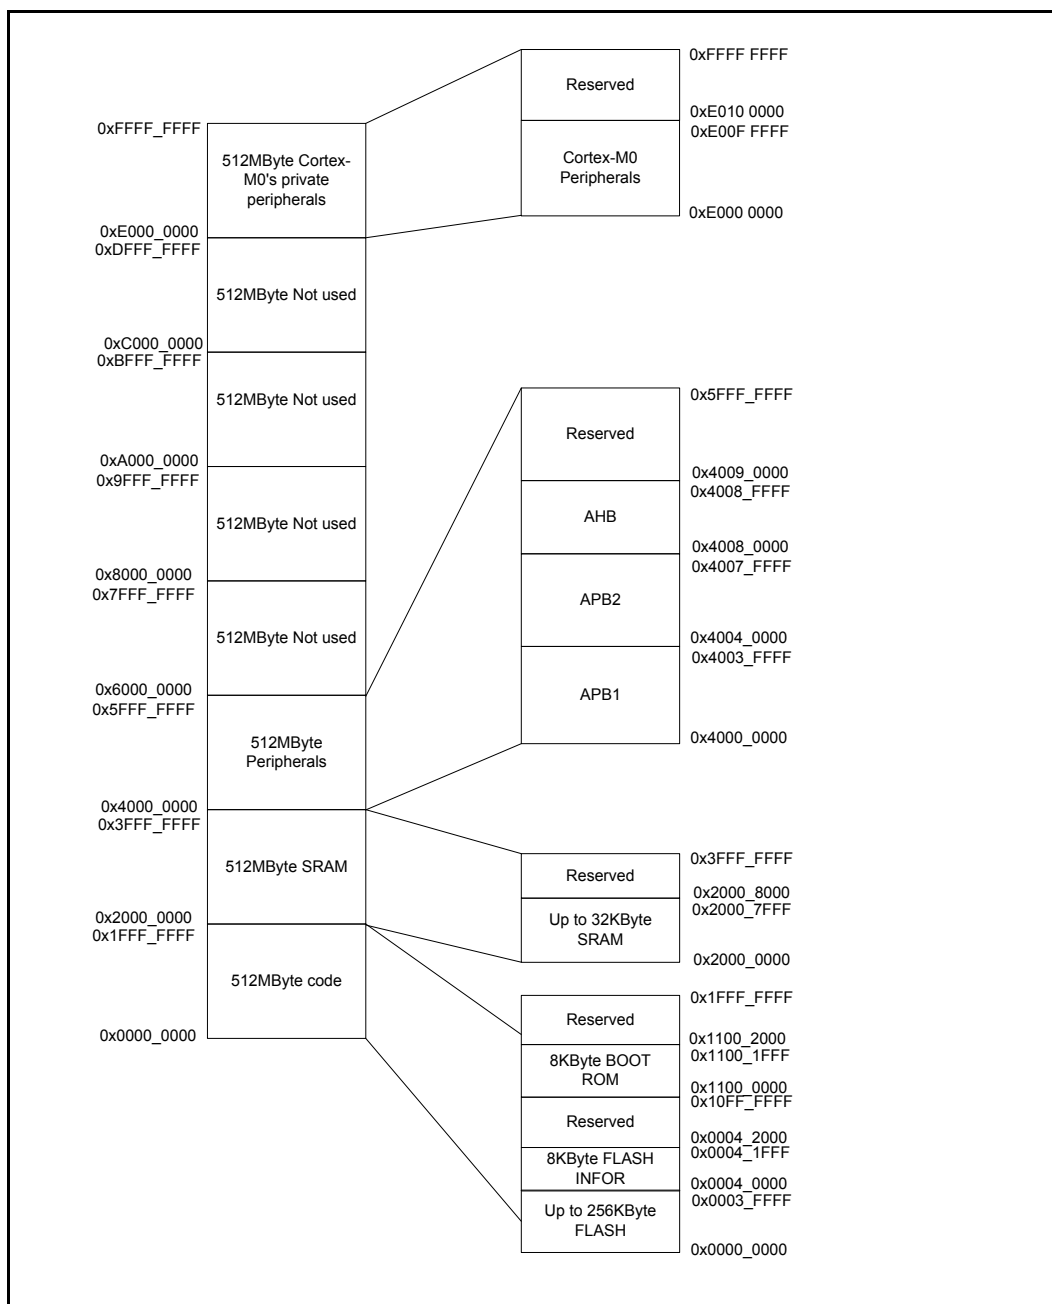 0xFFFF_FFFF
512MByte Cortex-
M0's private
peripherals
0xE000_0000
0xDFFF_FFFF
512MByte Not used
0xC000_0000
0xBFFF_FFFF
512MByte Not used
0xA000_0000
0x9FFF_FFFF
512MByte Not used
0x8000_0000
0x7FFF_FFFF
512MByte Not used
0x6000_0000
0x5FFF_FFFF
512MByte
Peripherals
0x4000_0000
0x3FFF_FFFF
512MByte SRAM
0x2000_0000
0x1FFF_FFFF
512MByte code
0x0000_0000
0xFFFF FFFF
Reserved
0xE010 0000
0xE00F FFFF
Cortex-M0
Peripherals
0xE000 0000
0x5FFF_FFFF
Reserved
0x4009_0000
0x4008_FFFF
AHB
0x4008_0000
0x4007_FFFF
APB2
0x4004_0000
0x4003_FFFF
APB1
0x4000_0000
0x3FFF_FFFF
Reserved
0x2000_8000
0x2000_7FFF
Up to 32KByte
SRAM
0x2000_0000
0x1FFF_FFFF
Reserved
0x1100_2000
0x1100_1FFF
8KByte BOOT
ROM
0x1100_0000
0x10FF_FFFF
Reserved
0x0004_2000
0x0004_1FFF
8KByte FLASH
INFOR
0x0004_0000
0x0003_FFFF
Up to 256KByte
FLASH
0x0000_0000